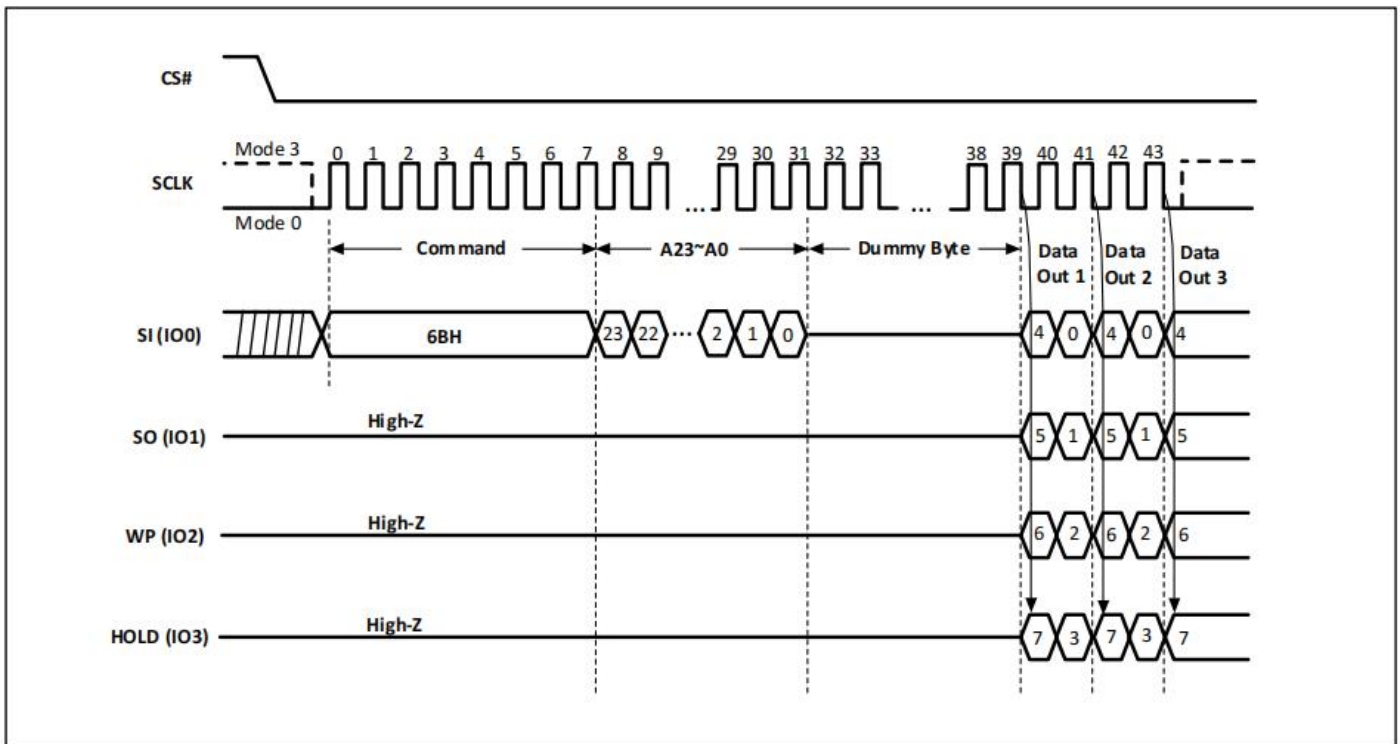 CS#
Mode 3
0 1 2 3 4 5 6 7 8 9 29 30 31 32 33 38 39 40 41 42 43
SCLK
... ...
Mode 0
Command A23~A0 Dummy Byte Data Data Data
Out 1 Out 2 Out 3
SI (IO0) 6BH 23 22 ... 2 1 0 4 0 4 0 4
High-Z
SO (IO1) 5 1 5 1 5
High-Z
WP (IO2) 6 2 6 2 6
High-Z
HOLD (IO3) 7 3 7 3 7